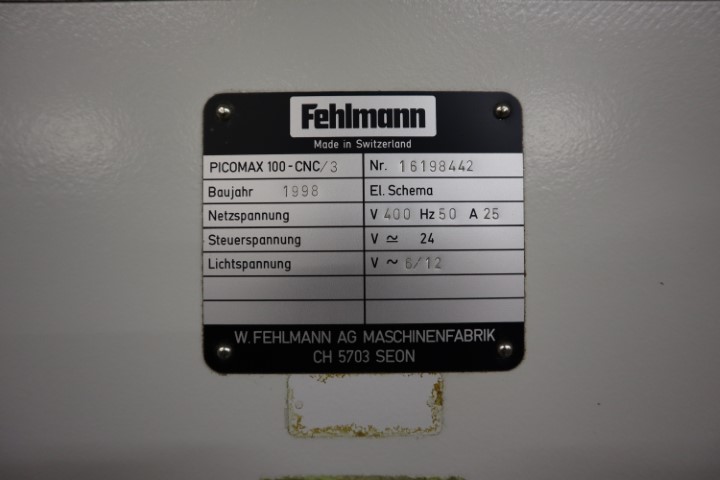 Fehlmann
Made in Switzerland
PICOMAX 100-CNC/3 Nr. 16198442
Baujahr 1998 El. Schema
Netzspannung V 400 Hz 50 A 25
Steuerspannung V ≃ 24
Lichtspannung V ~ 6/12
W. FEHLMANN AG MASCHINENFABRIK
CH 5703 SEON